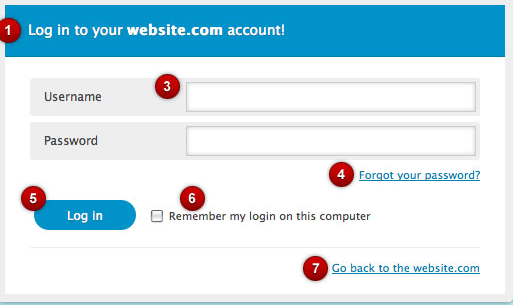 1 Log in to your website.com account!
3
Username
Password
4 Forgot your password?
5 6
Log in Remember my login on this computer
7 Go back to the website.com